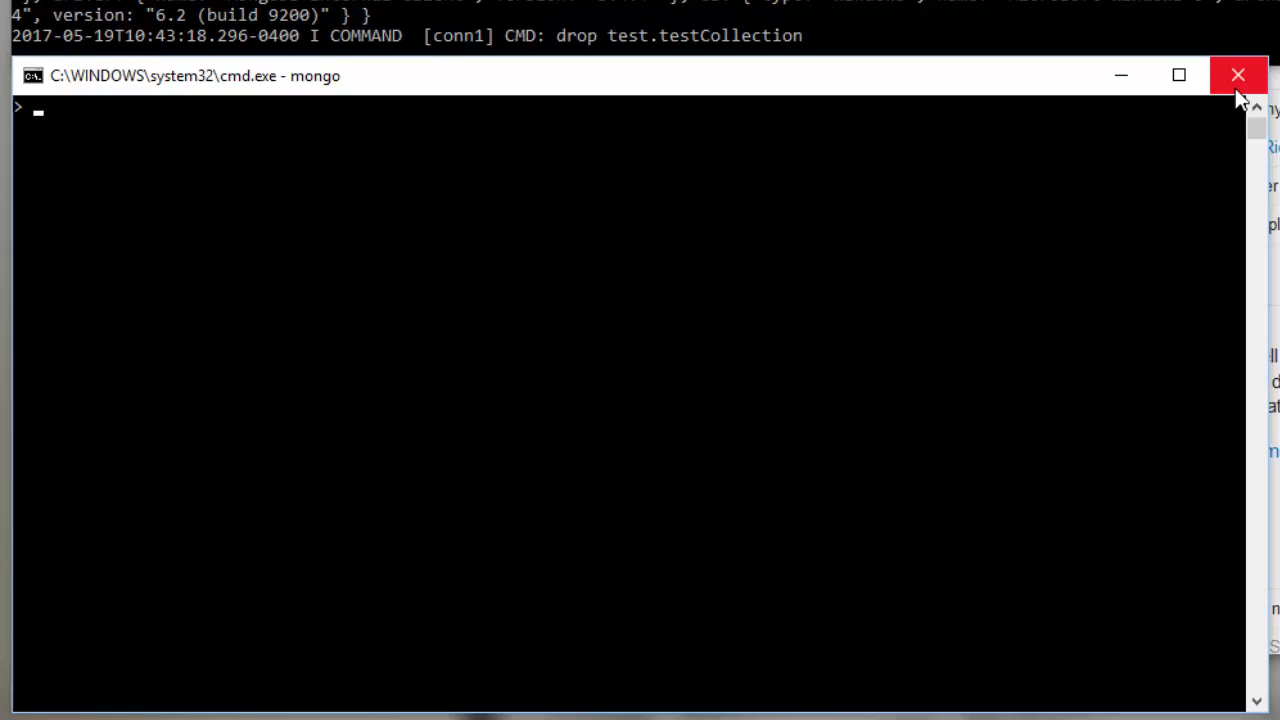 4", version: "6.2 (build 9200)" } }
2017-05-19T10:43:18.296-0400 I COMMAND  [conn1] CMD: drop test.testCollection
C:\WINDOWS\system32\cmd.exe - mongo
>